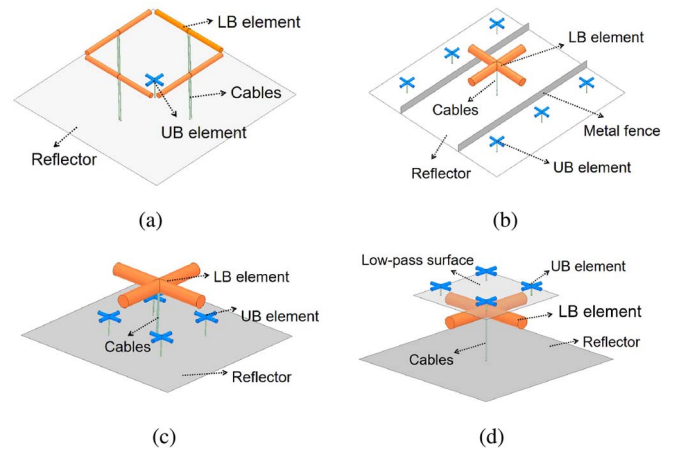 LB element
Cables
UB element
Reflector
(a)
LB element
Cables
Metal fence
Reflector
UB element
(b)
LB element
UB element
Cables
Reflector
(c)
Low-pass surface
UB element
LB element
Reflector
Cables
(d)